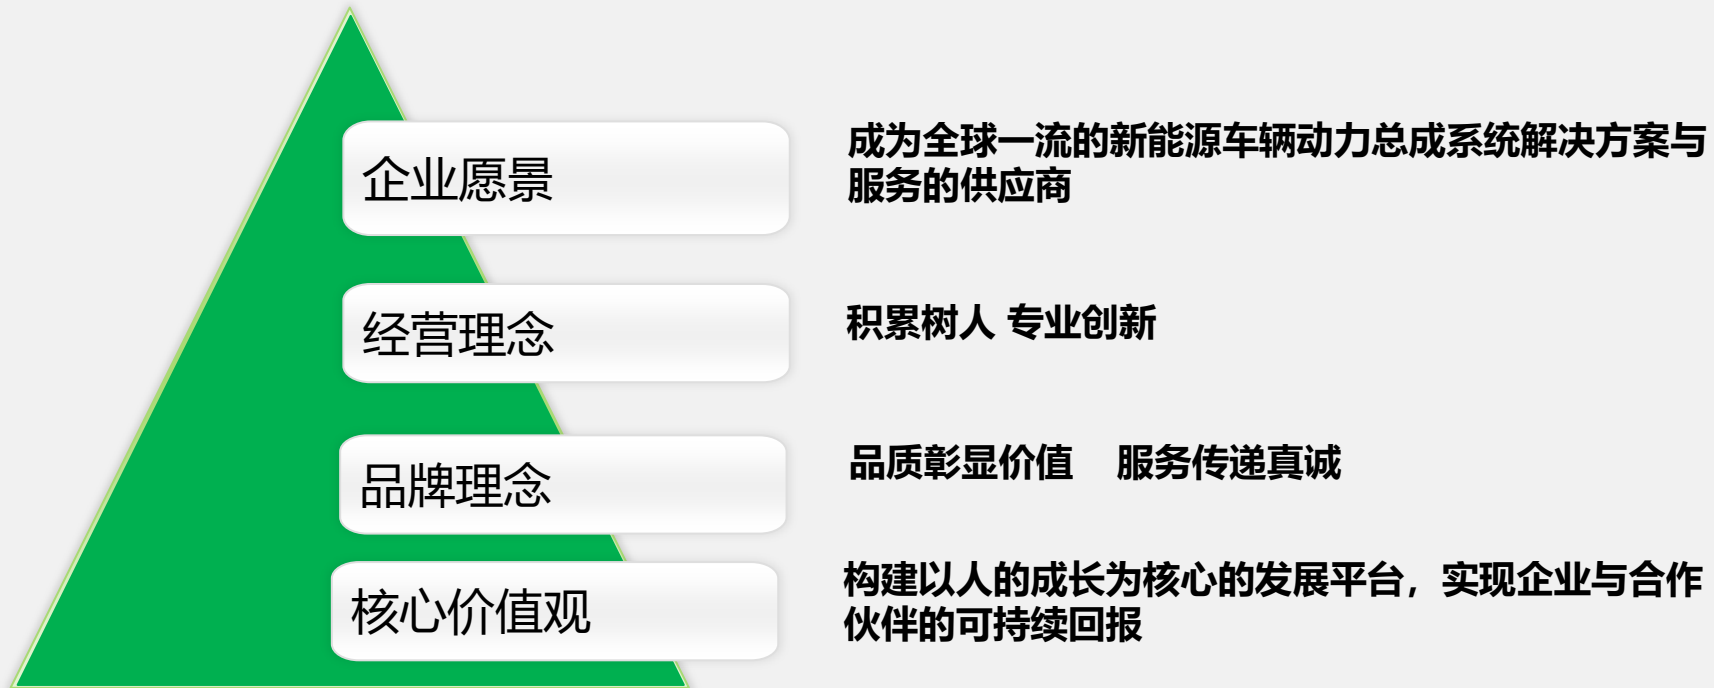 企业愿景
成为全球一流的新能源车辆动力总成系统解决方案与
服务的供应商
经营理念
积累树人 专业创新
品牌理念
品质彰显价值 服务传递真诚
核心价值观
构建以人的成长为核心的发展平台，实现企业与合作
伙伴的可持续回报